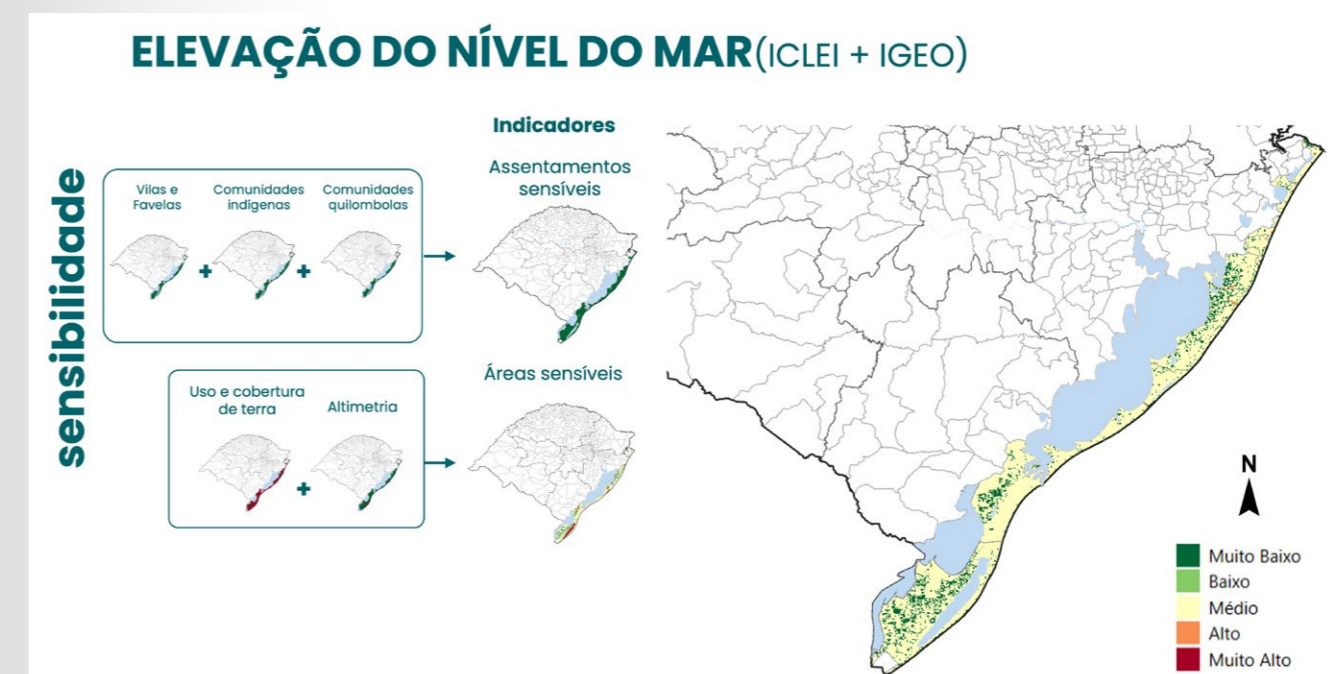 ELEVAÇÃO DO NÍVEL DO MAR(ICLEI + IGEO)
sensibilidade
Indicadores
Vilas e
Favelas
+
Comunidades
indígenas
+
Comunidades
quilombolas
Assentamentos
sensíveis
Uso e cobertura
de terra
+
Altimetria
Áreas sensíveis
N
Muito Baixo
Baixo
Médio
Alto
Muito Alto